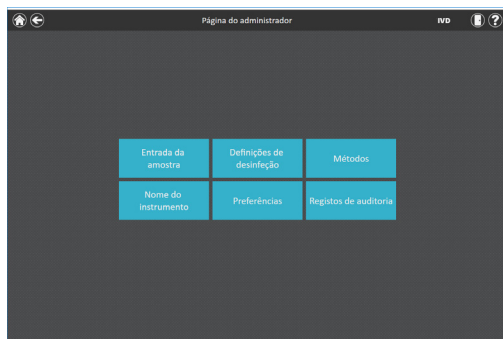 Página do administrador
IVD
?
Entrada da
amostra
Definições de
desinfeção
Métodos
Nome do
instrumento
Preferências
Registos de auditoria